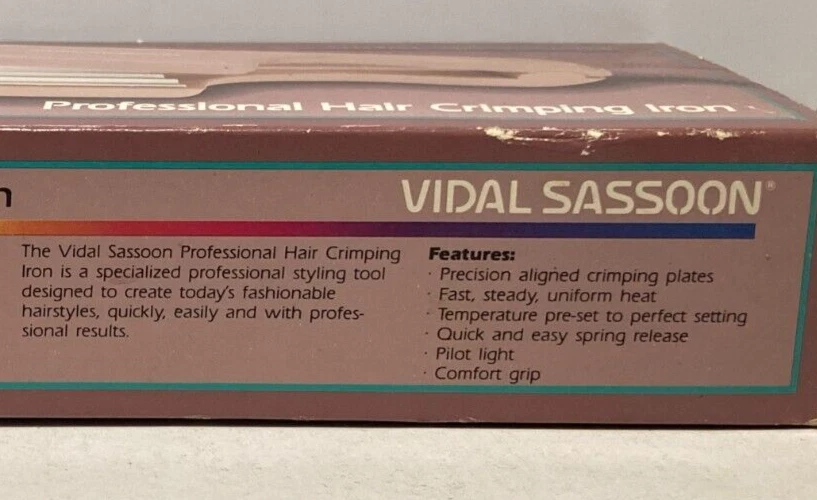 Professional Hair Crimping Iron
n
VIDAL SASSOON®
The Vidal Sassoon Professional Hair Crimping
Iron is a specialized professional styling tool
designed to create today's fashionable
hairstyles, quickly, easily and with profes-
sional results.
Features:
· Precision aligned crimping plates
· Fast, steady, uniform heat
· Temperature pre-set to perfect setting
· Quick and easy spring release
· Pilot light
· Comfort grip